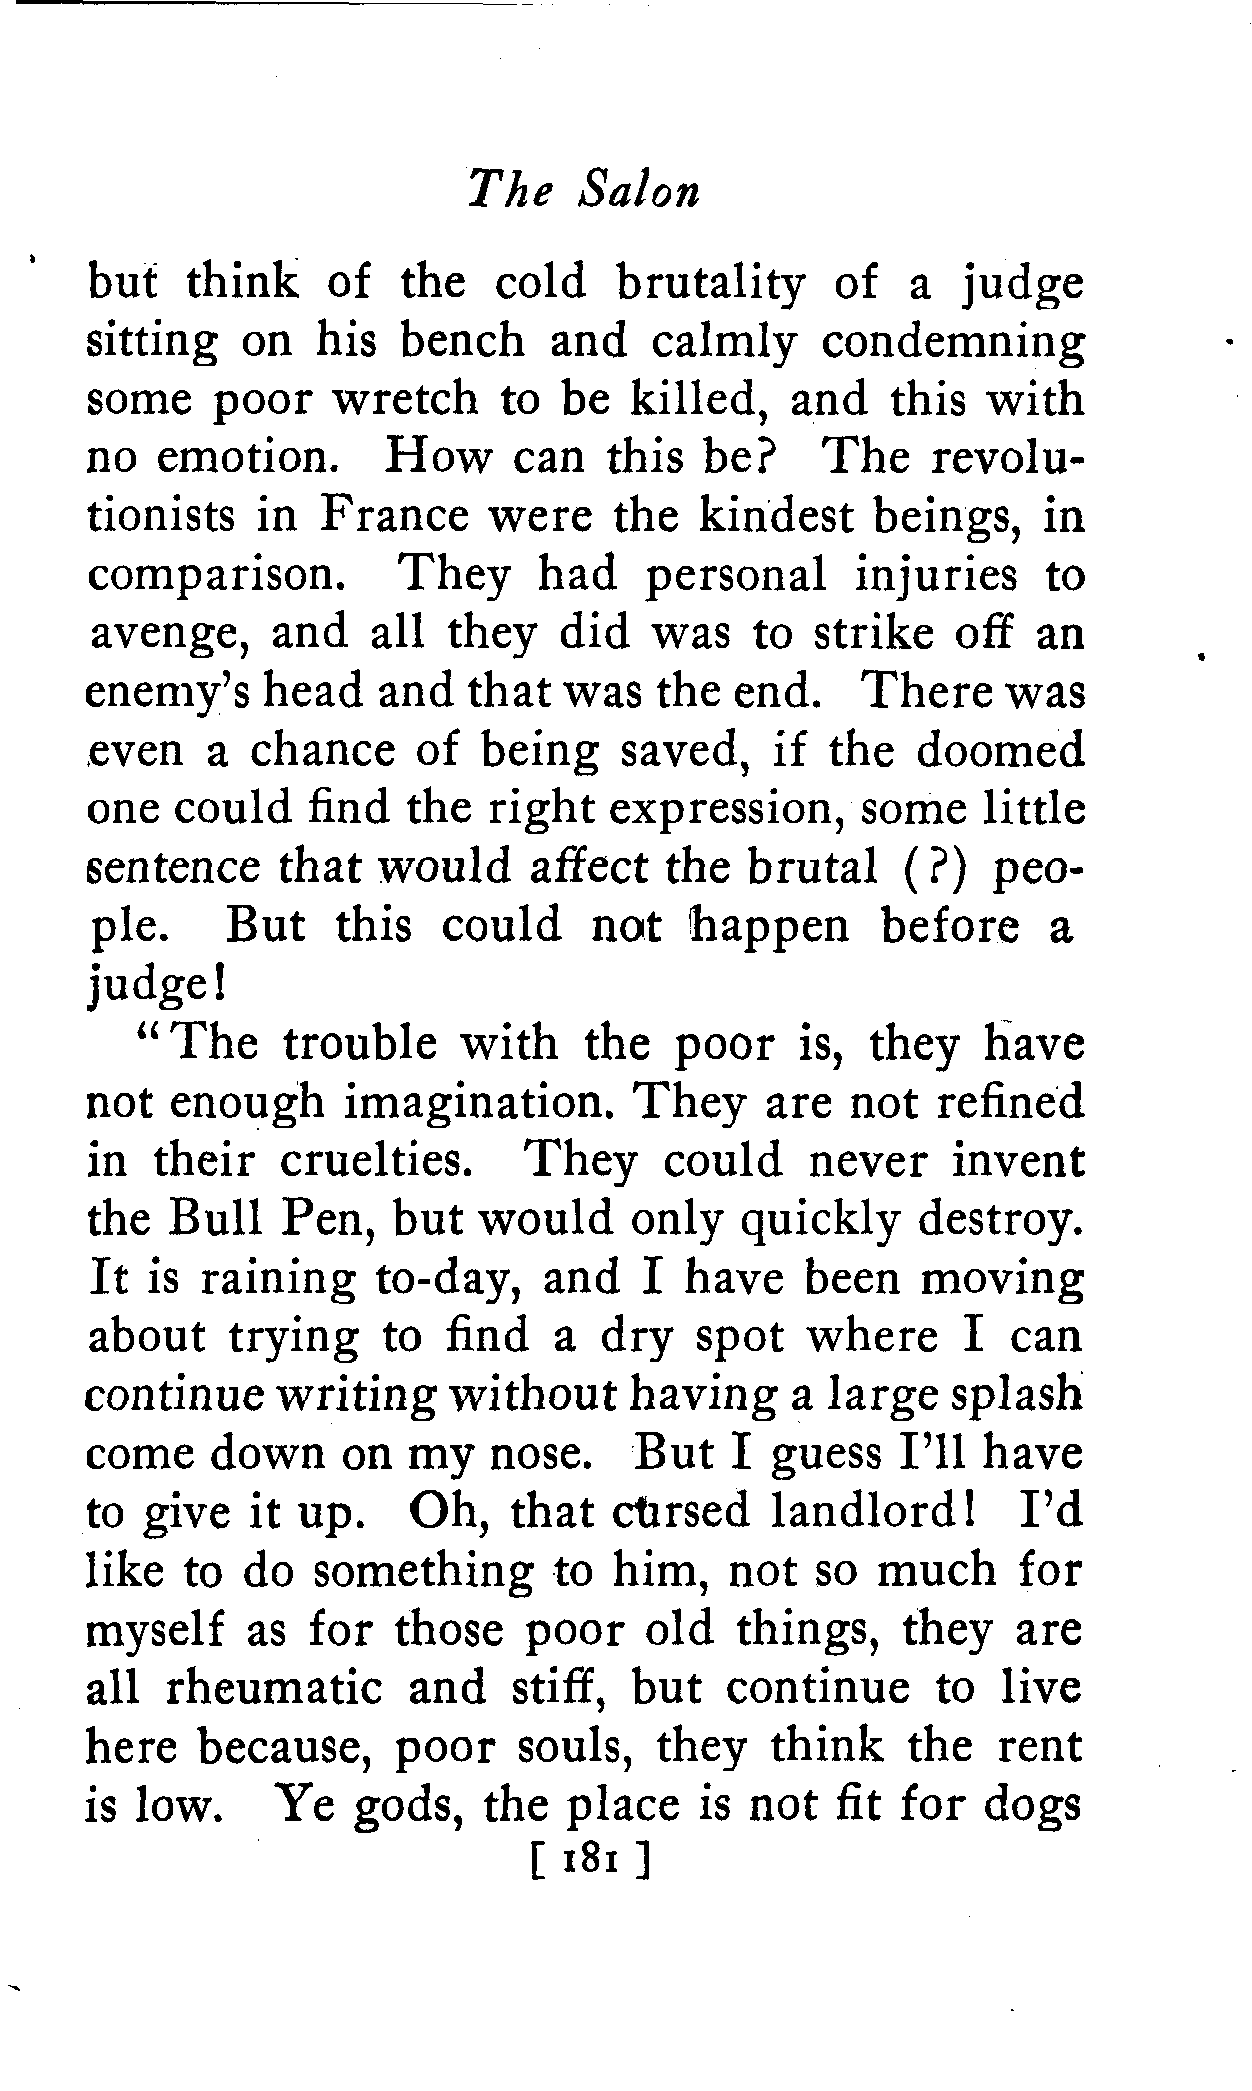 The Salon
but think of the cold brutality of a judge
sitting on his bench and calmly condemning
some poor wretch to be killed, and this with
no emotion. How can this be? The revolu-
tionists in France were the kindest beings, in
comparison. They had personal injuries to
avenge, and all they did was to strike off an
enemy's head and that was the end. There was
even a chance of being saved, if the doomed
one could find the right expression, some little
sentence that would affect the brutal (?) peo-
ple. But this could not happen before a
judge!
"The trouble with the poor is, they have
not enough imagination. They are not refined
in their cruelties. They could never invent
the Bull Pen, but would only quickly destroy.
It is raining to-day, and I have been moving
about trying to find a dry spot where I can
continue writing without having a large splash
come down on my nose. But I guess I'll have
to give it up. Oh, that cursed landlord! I'd
like to do something to him, not so much for
myself as for those poor old things, they are
all rheumatic and stiff, but continue to live
here because, poor souls, they think the rent
is low. Ye gods, the place is not fit for dogs
[ 181 ]